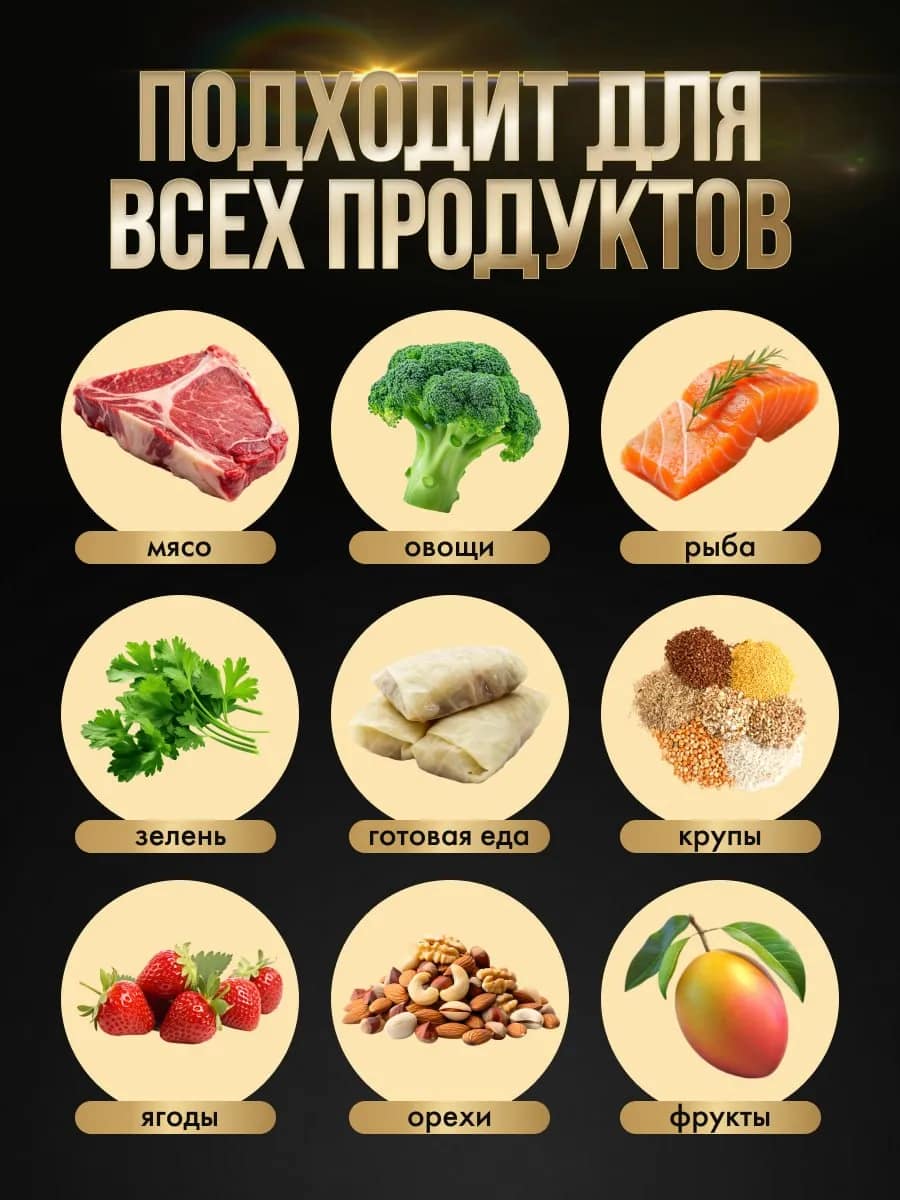 ПОДХОДИТ ДЛЯ
ВСЕХ ПРОДУКТОВ
мясо
овощи
рыба
зелень
готовая еда
крупы
ягоды
орехи
фрукты